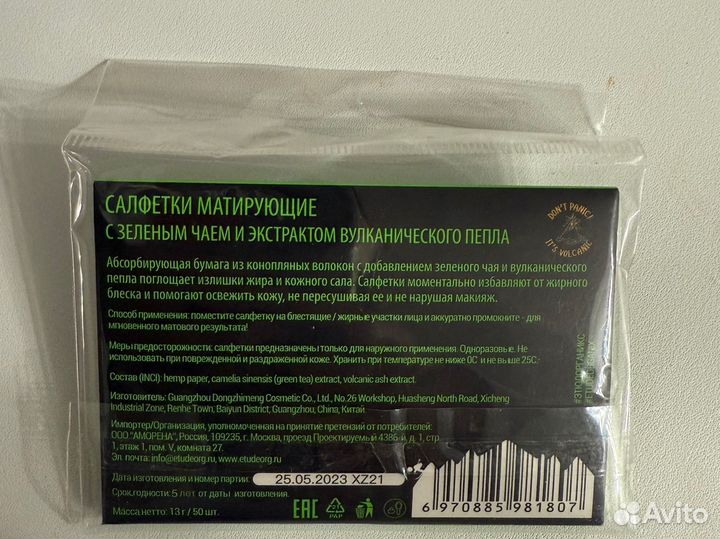 САЛФЕТКИ МАТИРУЮЩИЕ
С ЗЕЛЕНЫМ ЧАЕМ И ЭКСТРАКТОМ ВУЛКАНИЧЕСКОГО ПЕПЛА
DON'T PANIC!
IT'S VOLCANIC
Абсорбирующая бумага из конопляных волокон с добавлением зеленого чая и вулканического
пепла поглощает излишки жира и кожного сала. Салфетки моментально избавляют от жирного
блеска и помогают освежить кожу, не пересушивая ее и не нарушая макияж.
Способ применения: поместите салфетку на блестящие / жирные участки лица и аккуратно промокните - для
мгновенного матового результата!
Меры предосторожности: салфетки предназначены только для наружного применения. Одноразовые. Не
использовать при поврежденной и раздраженной коже. Хранить при температуре не ниже 0С и не выше 25С.
Состав (INCI): hemp paper, camelia sinensis (green tea) extract, volcanic ash extract.
Изготовитель: Guangzhou Dongzhimeng Cosmetic Co., Ltd., No.26 Workshop, Huasheng North Road, Xicheng
Industrial Zone, Renhe Town, Baiyun District, Guangzhou, China, Китай.
Импортер/Организация, уполномоченная на принятие претензий от потребителей:
ООО "АМОРЕНА", Россия, 109235, г. Москва, проезд Проектируемый 4386-й, д. 1, стр.
1, этаж 1, пом. V, комната 27.
Эл. почта: info@etudeorg.ru, www.etudeorg.ru
Дата изготовления и номер партии: 25.05.2023 XZ21
Срок годности: 5 лет от даты изготовления.
Масса нетто: 13 г / 50 шт.
EAC
21
PAP
6 970885 981807
#ЭТЮДОРГАНИКС
Avito